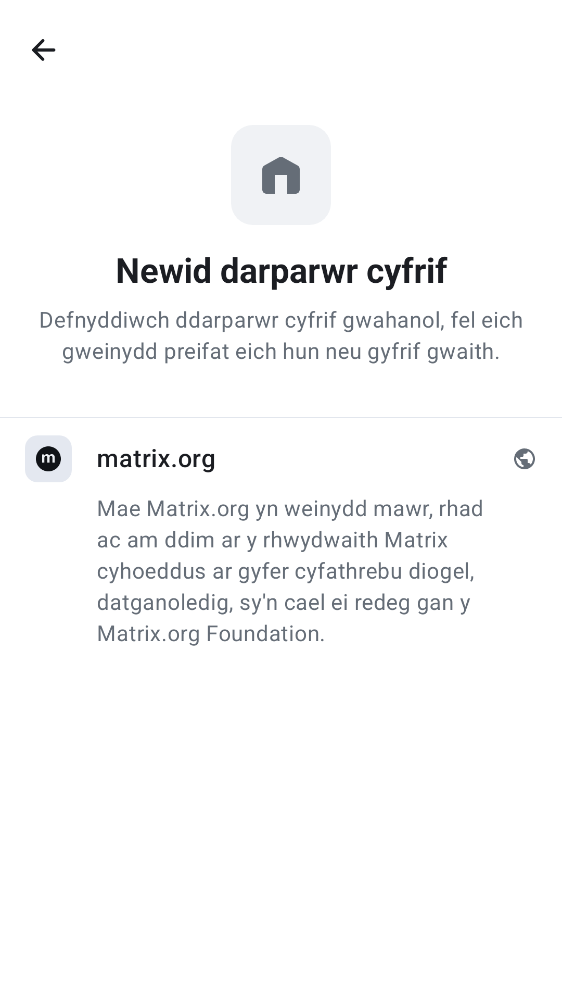 Newid darparwr cyfrif
Defnyddiwch ddarparwr cyfrif gwahanol, fel eich
gweinydd preifat eich hun neu gyfrif gwaith.
m
matrix.org
Mae Matrix.org yn weinydd mawr, rhad
ac am ddim ar y rhwydwaith Matrix
cyhoeddus ar gyfer cyfathrebu diogel,
datganoledig, sy'n cael ei redeg gan y
Matrix.org Foundation.